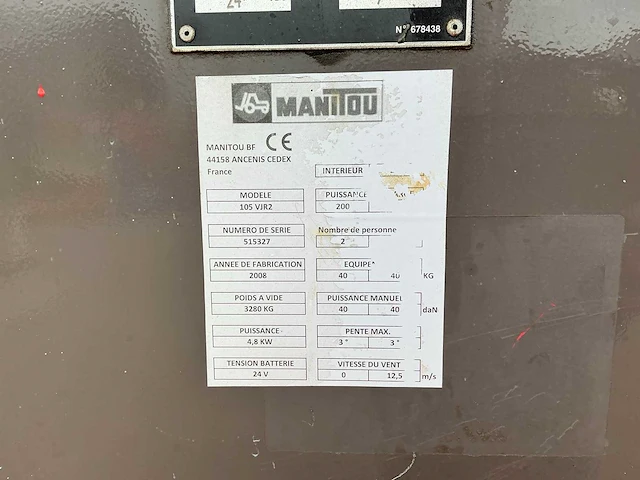 24
N° 678438
MANITOU
MANITOU BF CE
44158 ANCENIS CEDEX
France
INTERIEUR
MODELE PUISSANCE
105 VJR2 200
NUMERO DE SERIE Nombre de personne
515327 2
ANNEE DE FABRICATION EQUIPE
2008 40 40 KG
POIDS A VIDE PUISSANCE MANUEL
3280 KG 40 40 daN
PUISSANCE PENTE MAX.
4,8 KW 3 ° 3 °
TENSION BATTERIE VITESSE DU VENT
24 V 0 12,5 m/s